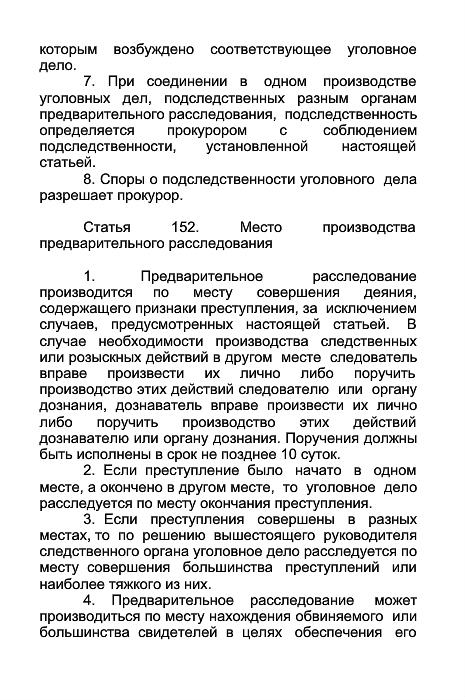 которым возбуждено соответствующее уголовное
дело.
7. При соединении в одном производстве
уголовных дел, подследственных разным органам
предварительного расследования, подследственность
определяется прокурором с соблюдением
подследственности, установленной настоящей
статьей.
8. Споры о подследственности уголовного дела
разрешает прокурор.
Статья 152. Место производства
предварительного расследования
1. Предварительное расследование
производится по месту совершения деяния,
содержащего признаки преступления, за исключением
случаев, предусмотренных настоящей статьей. В
случае необходимости производства следственных
или розыскных действий в другом месте следователь
вправе произвести их лично либо поручить
производство этих действий следователю или органу
дознания, дознаватель вправе произвести их лично
либо поручить производство этих действий
дознавателю или органу дознания. Поручения должны
быть исполнены в срок не позднее 10 суток.
2. Если преступление было начато в одном
месте, а окончено в другом месте, то уголовное дело
расследуется по месту окончания преступления.
3. Если преступления совершены в разных
местах, то по решению вышестоящего руководителя
следственного органа уголовное дело расследуется по
месту совершения большинства преступлений или
наиболее тяжкого из них.
4. Предварительное расследование может
производиться по месту нахождения обвиняемого или
большинства свидетелей в целях обеспечения его